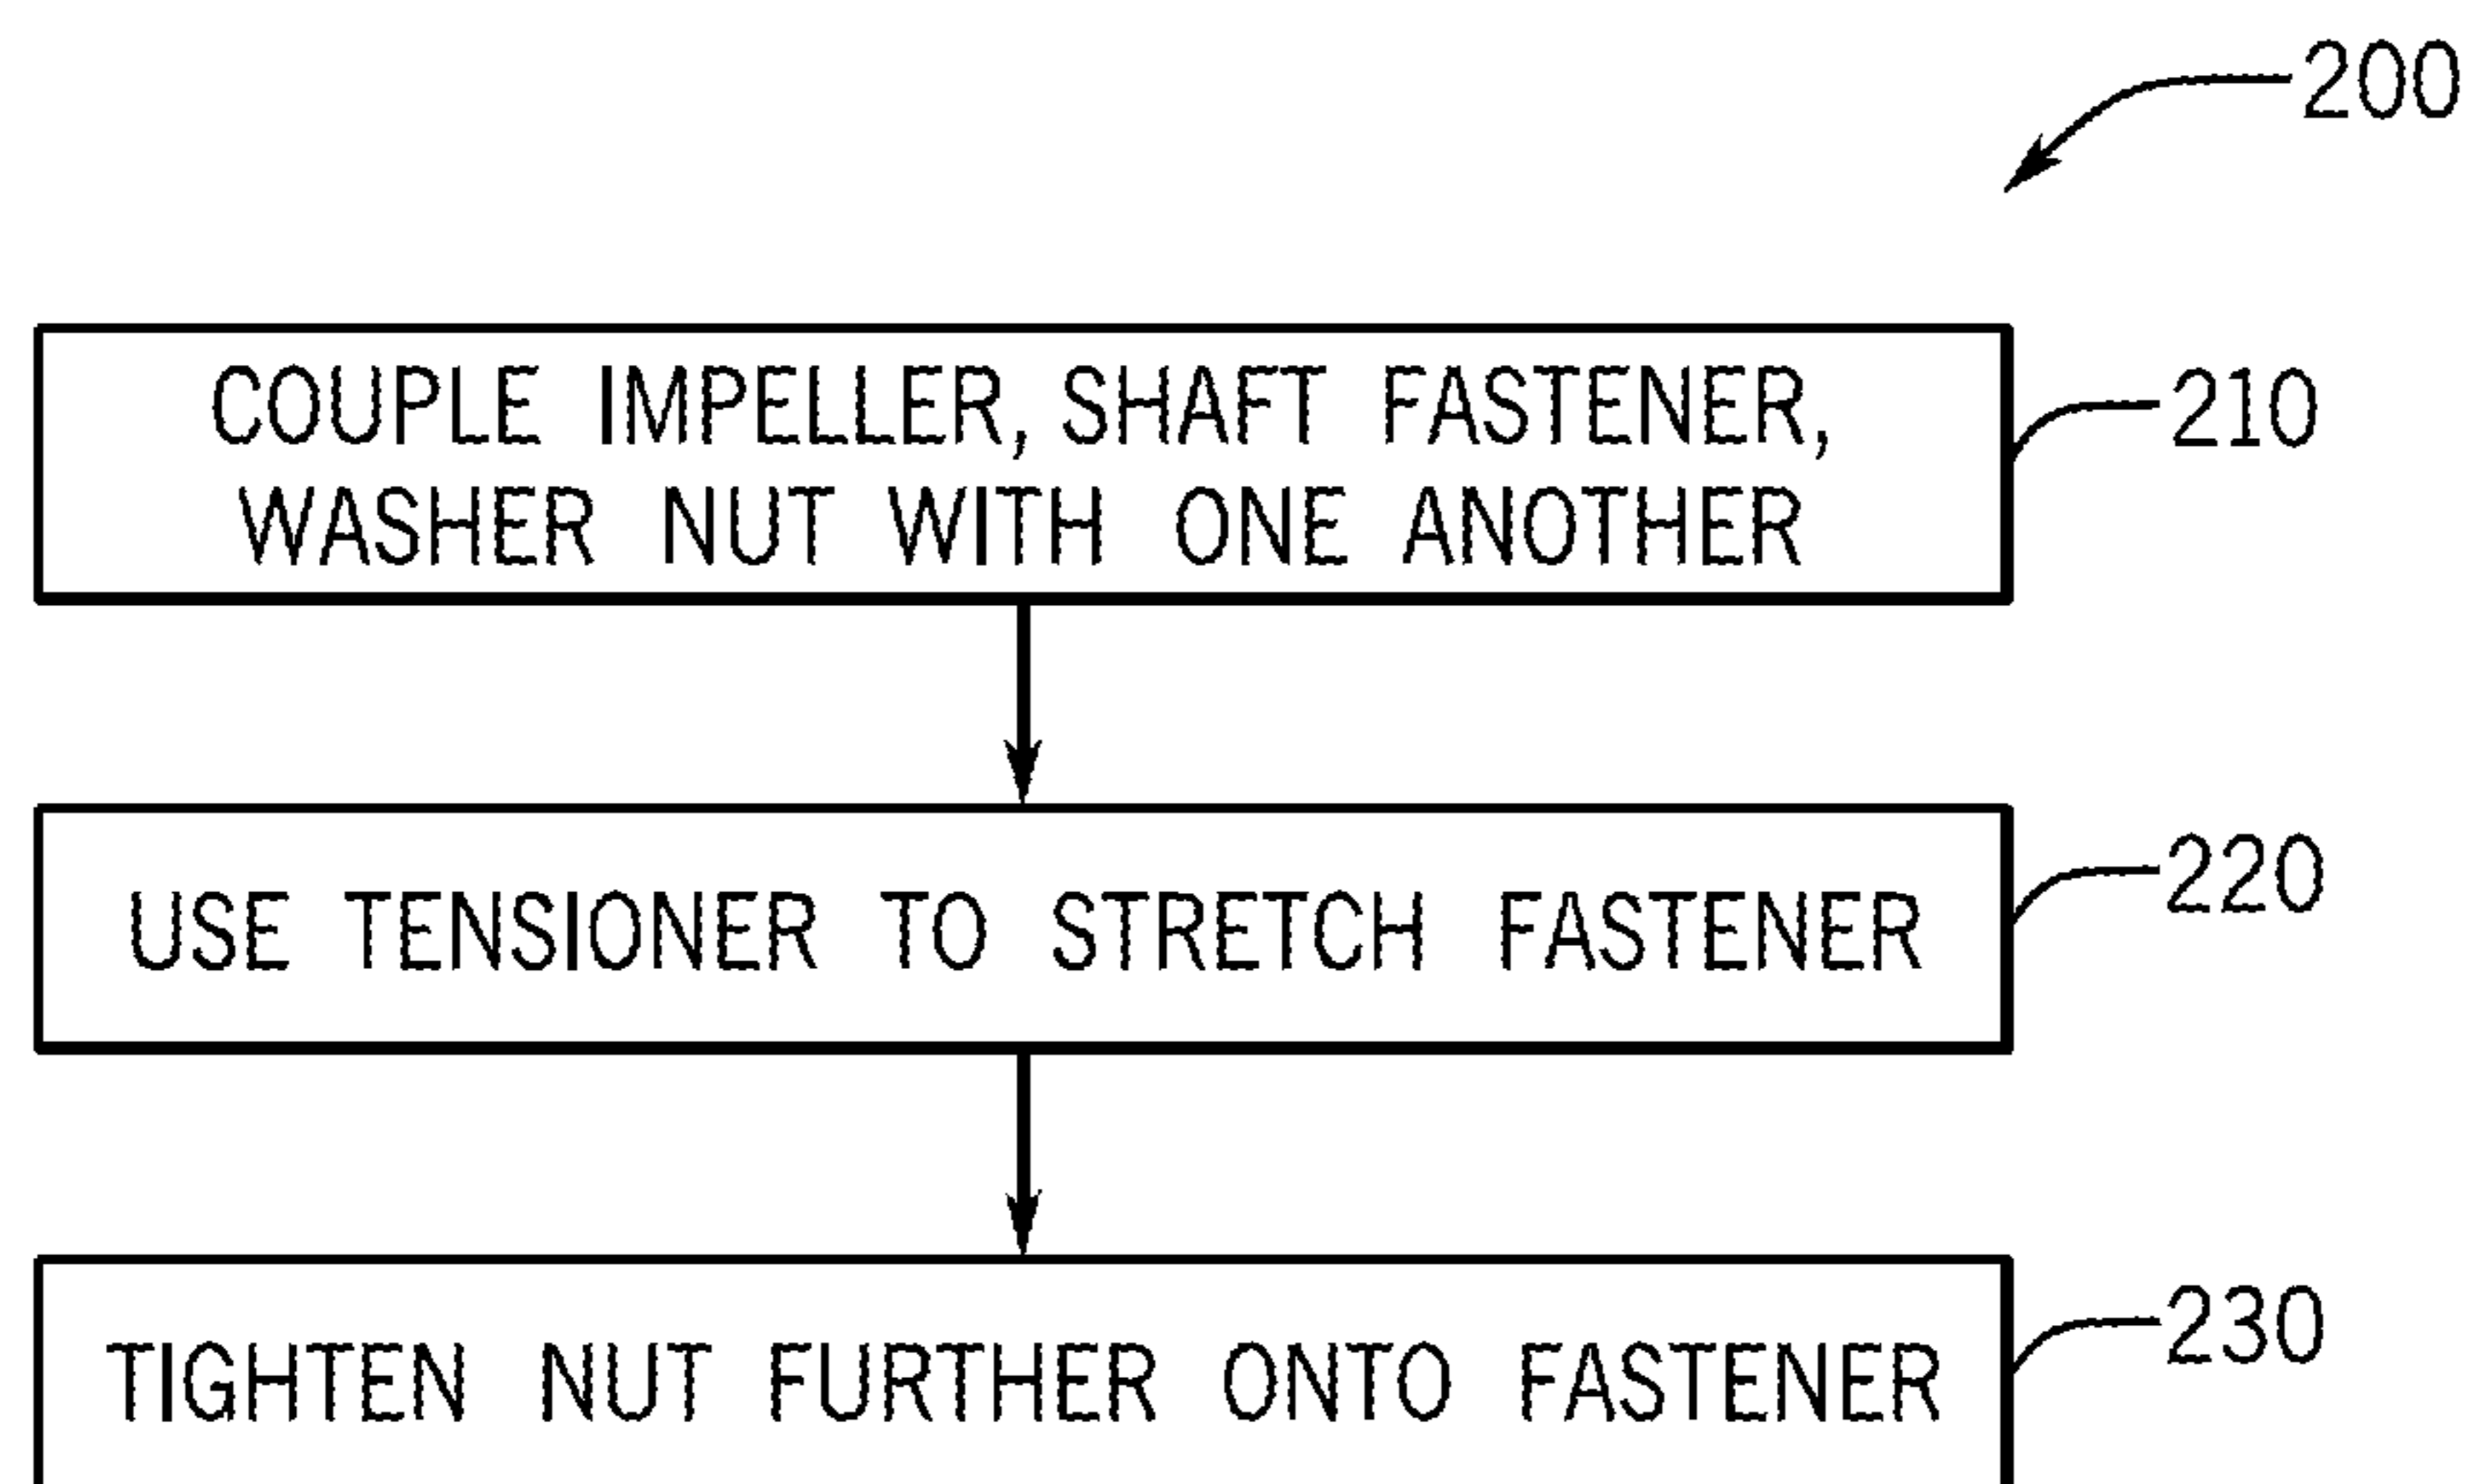 200
COUPLE IMPELLER, SHAFT FASTENER,
WASHER NUT WITH ONE ANOTHER
210
USE TENSIONER TO STRETCH FASTENER
220
TIGHTEN NUT FURTHER ONTO FASTENER
230